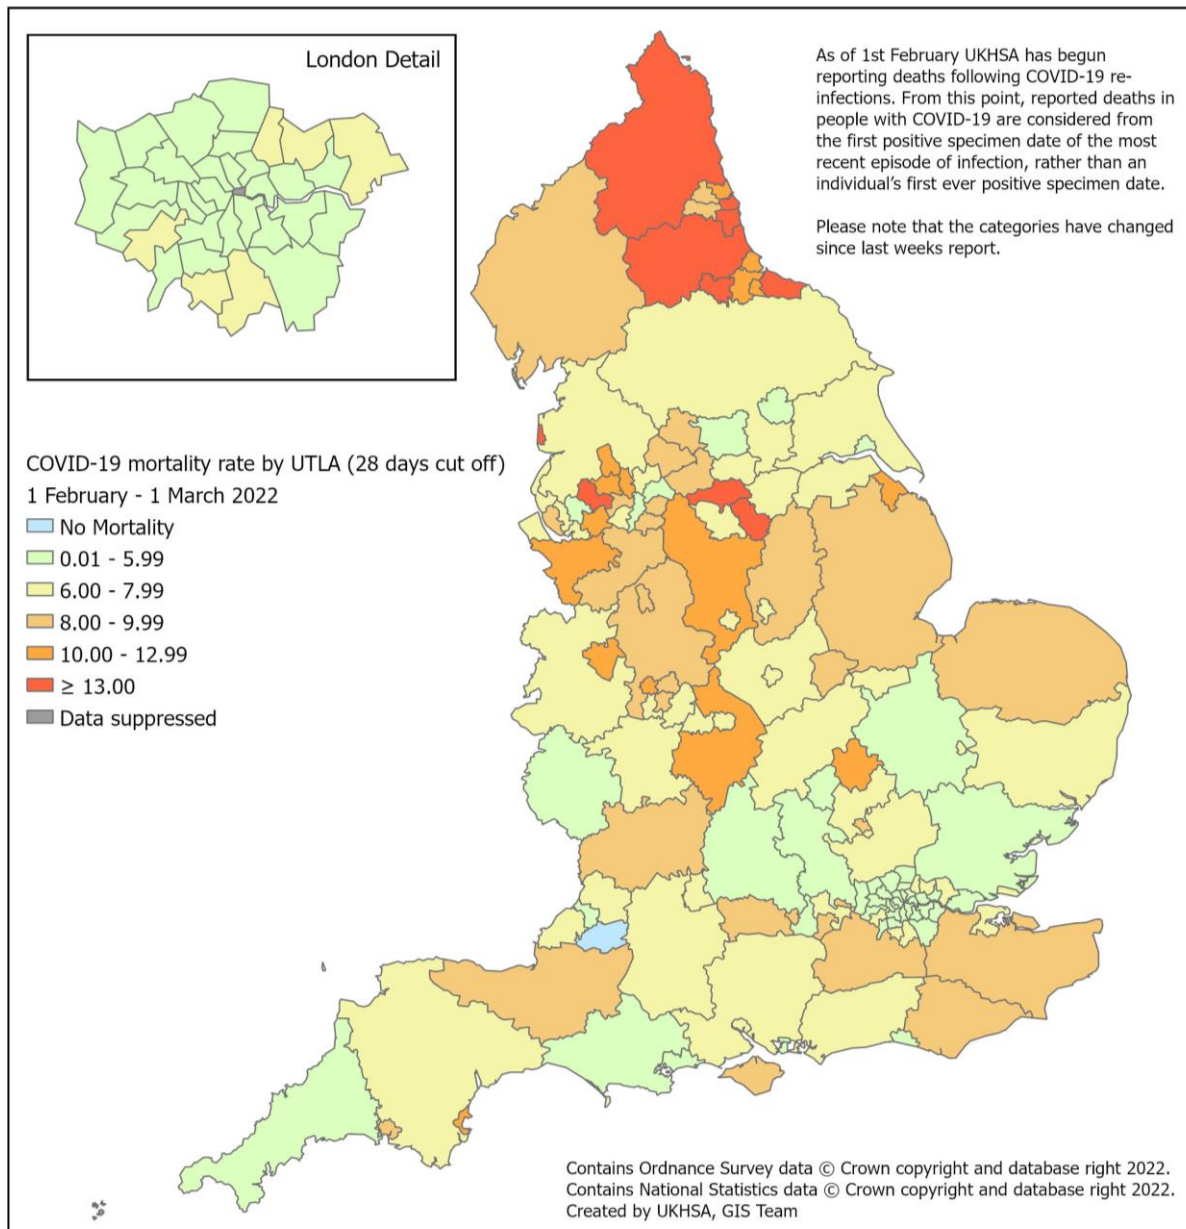 London Detail
As of 1st February UKHSA has begun
reporting deaths following COVID-19 re-
infections. From this point, reported deaths in
people with COVID-19 are considered from
the first positive specimen date of the most
recent episode of infection, rather than an
individual's first ever positive specimen date.
Please note that the categories have changed
since last weeks report.
COVID-19 mortality rate by UTLA (28 days cut off)
1 February - 1 March 2022
No Mortality
0.01 - 5.99
6.00 - 7.99
8.00 - 9.99
10.00 - 12.99
≥ 13.00
Data suppressed
Contains Ordnance Survey data © Crown copyright and database right 2022.
Contains National Statistics data © Crown copyright and database right 2022.
Created by UKHSA, GIS Team